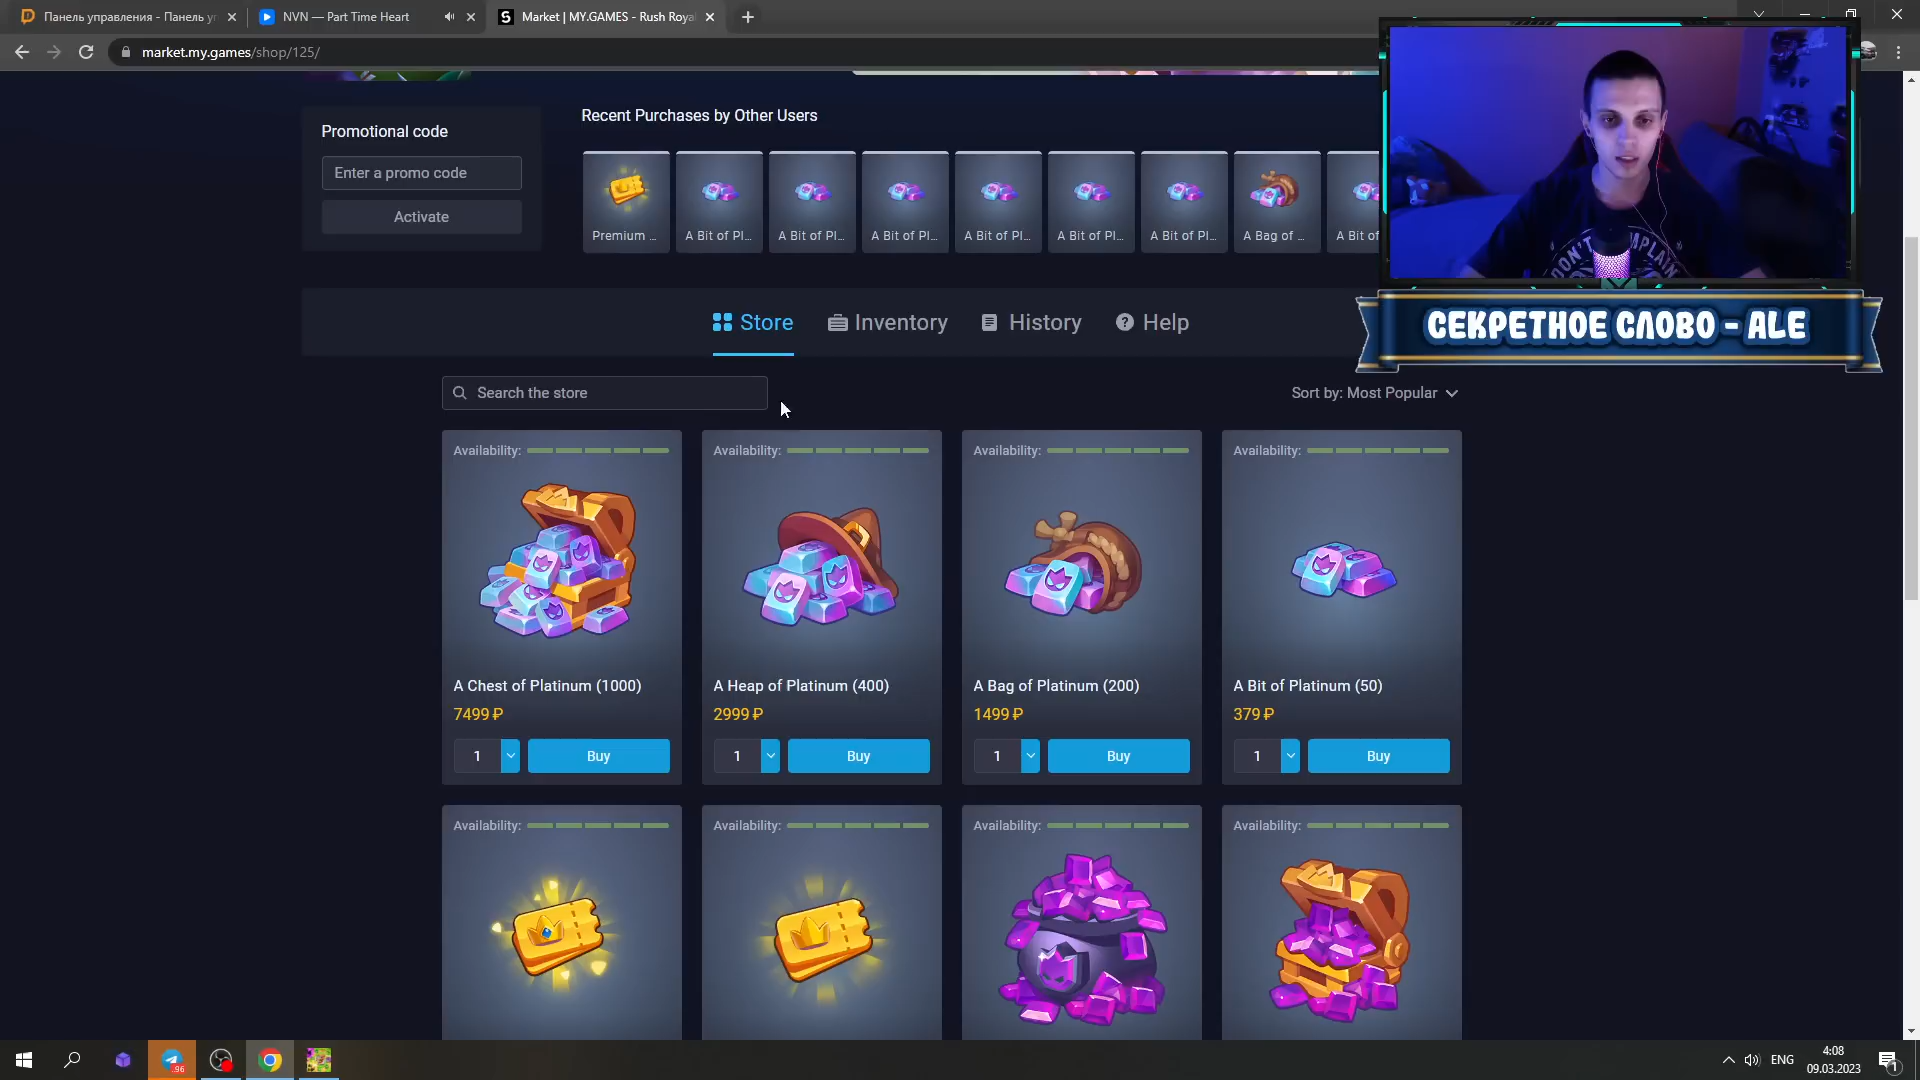 Панель управления - Панель уг
NVN — Part Time Heart
Market | MY.GAMES - Rush Roya
market.my.games/shop/125/
Promotional code
Enter a promo code
Activate
Recent Purchases by Other Users
Premium ...
A Bit of Pl...
A Bit of Pl...
A Bit of Pl...
A Bit of Pl...
A Bit of Pl...
A Bit of Pl...
A Bag of ...
A Bit of
DON'T
СЕКРЕТНОЕ СЛОВО - ALE
Store
Inventory
History
Help
Search the store
Sort by: Most Popular
Availability:
Availability:
Availability:
Availability:
A Chest of Platinum (1000)
7499 ₽
1
Buy
A Heap of Platinum (400)
2999 ₽
1
Buy
A Bag of Platinum (200)
1499 ₽
1
Buy
A Bit of Platinum (50)
379 ₽
1
Buy
Availability:
Availability:
Availability:
Availability:
96
ENG
4:08
09.03.2023
1